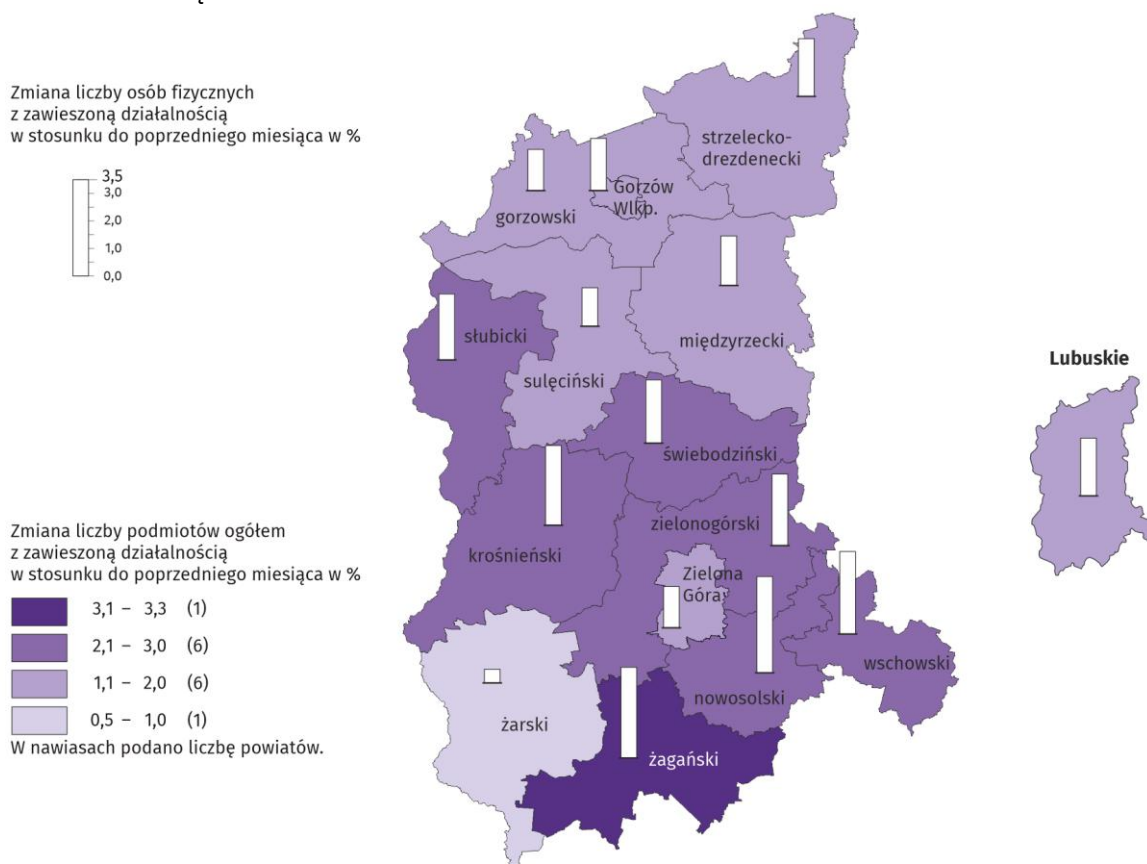 Zmiana liczby osób fizycznych
z zawieszoną działalnością
w stosunku do poprzedniego miesiąca w %
3,5
3,0
2,0
1,0
0,0
strzelecko-
drezdenecki
Gorzów
Wlkp.
gorzowski
słubicki
międzyrzecki
sulęciński
Lubuskie
świebodziński
zielonogórski
krośnieński
Zielona
Góra
wschowski
nowosolski
żarski
żagański
Zmiana liczby podmiotów ogółem
z zawieszoną działalnością
w stosunku do poprzedniego miesiąca w %
3,1 – 3,3 (1)
2,1 – 3,0 (6)
1,1 – 2,0 (6)
0,5 – 1,0 (1)
W nawiasach podano liczbę powiatów.